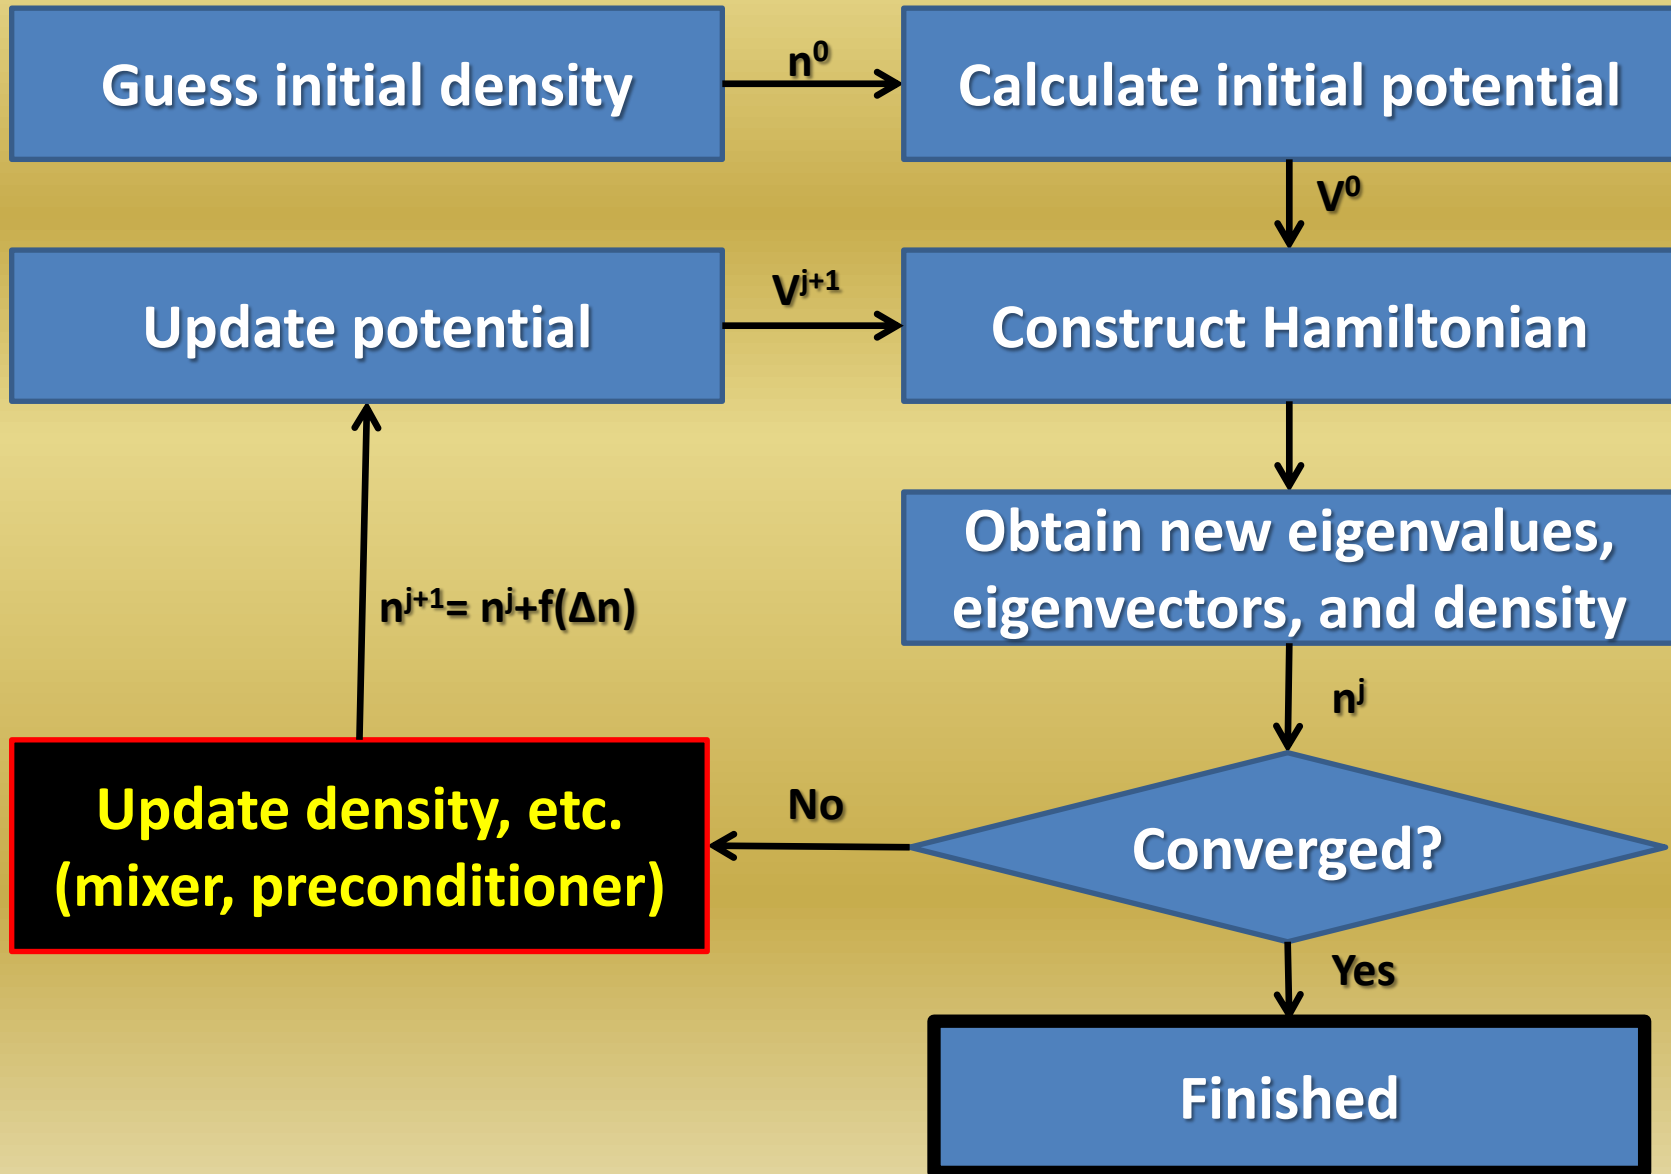 Guess initial density
n⁰
Calculate initial potential
V⁰
Update potential
Vʲ⁺¹
Construct Hamiltonian
Obtain new eigenvalues,
eigenvectors, and density
nʲ⁺¹= nʲ+f(Δn)
nʲ
Update density, etc.
(mixer, preconditioner)
No
Converged?
Yes
Finished